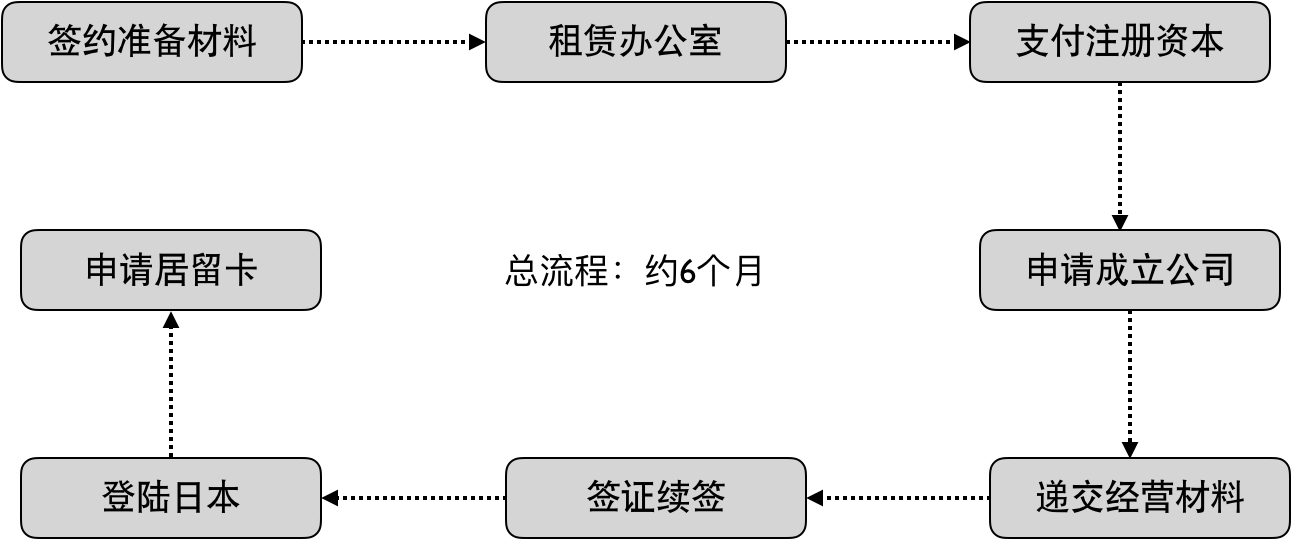 签约准备材料
租赁办公室
支付注册资本
申请居留卡
总流程：约6个月
申请成立公司
登陆日本
签证续签
递交经营材料